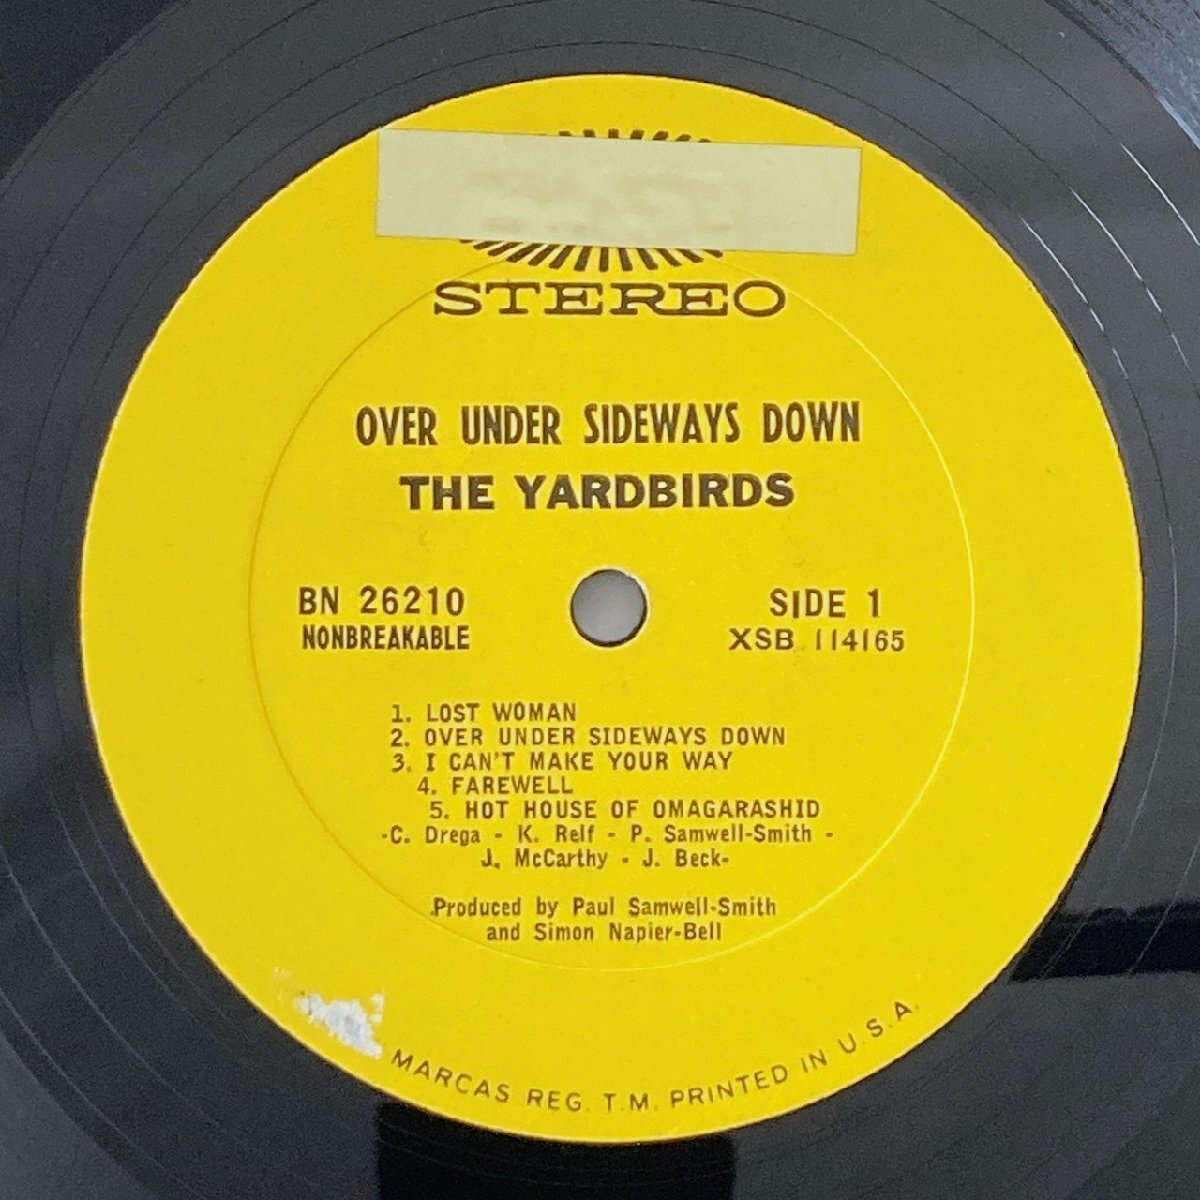 STEREO
OVER UNDER SIDEWAYS DOWN
THE YARDBIRDS
BN 26210
NONBREAKABLE
SIDE 1
XSB 114165
1. LOST WOMAN
2. OVER UNDER SIDEWAYS DOWN
3. I CAN'T MAKE YOUR WAY
4. FAREWELL
5. HOT HOUSE OF OMAGARASHID
-C. Drega - K. Relf - P. Samwell-Smith -
J. McCarthy - J. Beck-
Produced by Paul Samwell-Smith
and Simon Napier-Bell
MARCAS REG. T.M. PRINTED IN U.S.A.